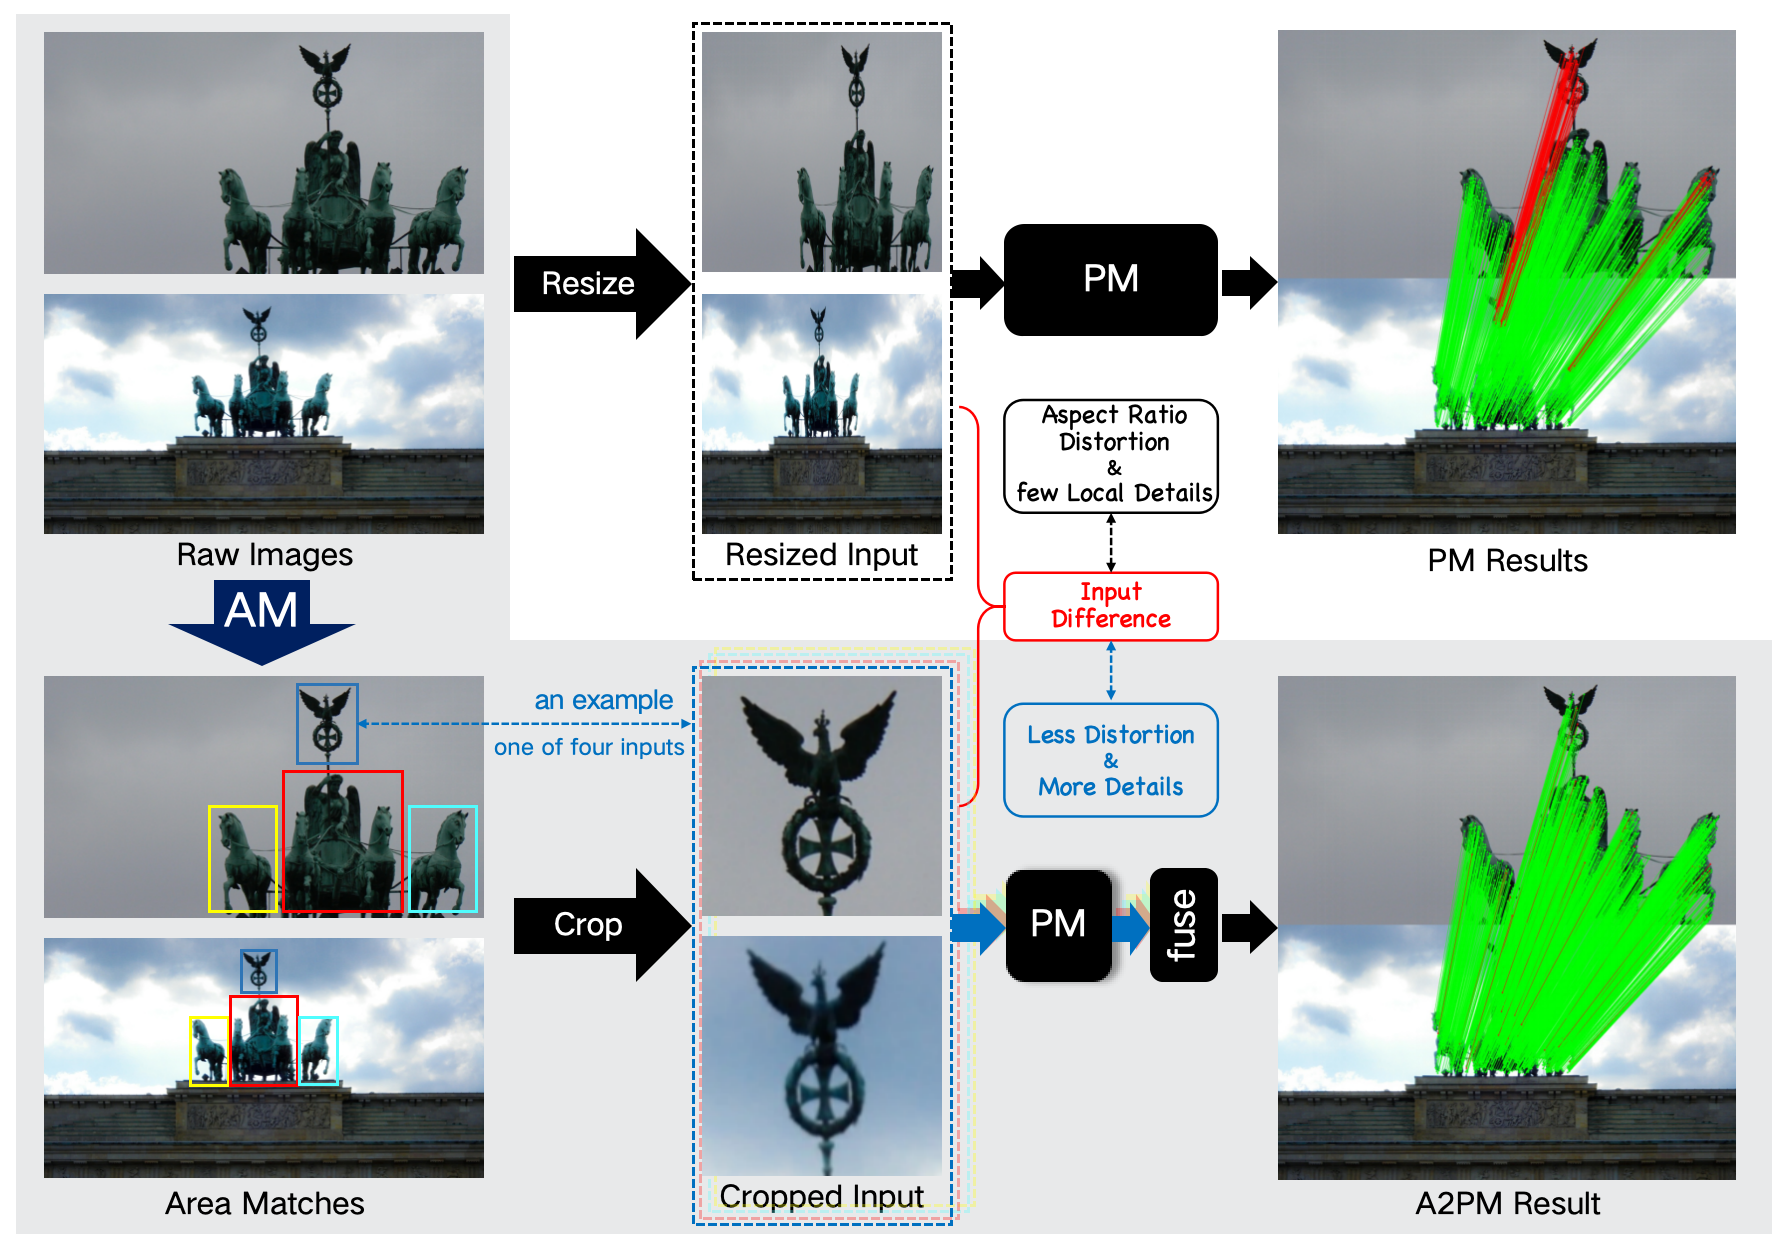 Raw Images
Resize
Resized Input
PM
PM Results
Aspect Ratio
Distortion
&
few Local Details
Input
Difference
Less Distortion
&
More Details
AM
an example
one of four inputs
Area Matches
Crop
Cropped Input
PM
fuse
A2PM Result